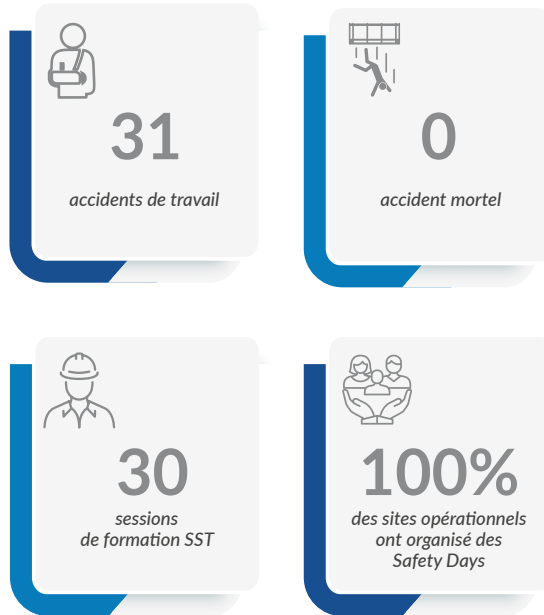 31
accidents de travail
0
accident mortel
30
sessions
de formation SST
100%
des sites opérationnels
ont organisé des
Safety Days